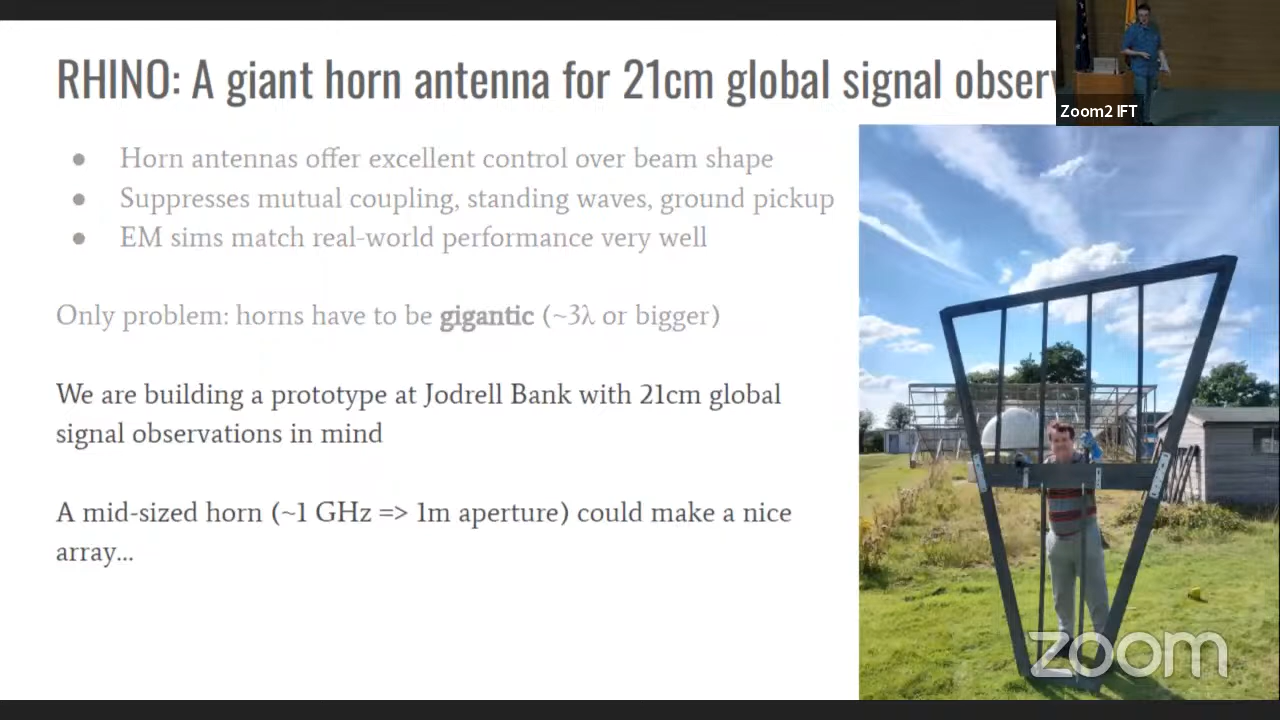 RHINO: A giant horn antenna for 21cm global signal observ
Zoom2 IFT
● Horn antennas offer excellent control over beam shape
● Suppresses mutual coupling, standing waves, ground pickup
● EM sims match real-world performance very well
Only problem: horns have to be gigantic (~3λ or bigger)
We are building a prototype at Jodrell Bank with 21cm global
signal observations in mind
A mid-sized horn (~1 GHz => 1m aperture) could make a nice
array...
zoom